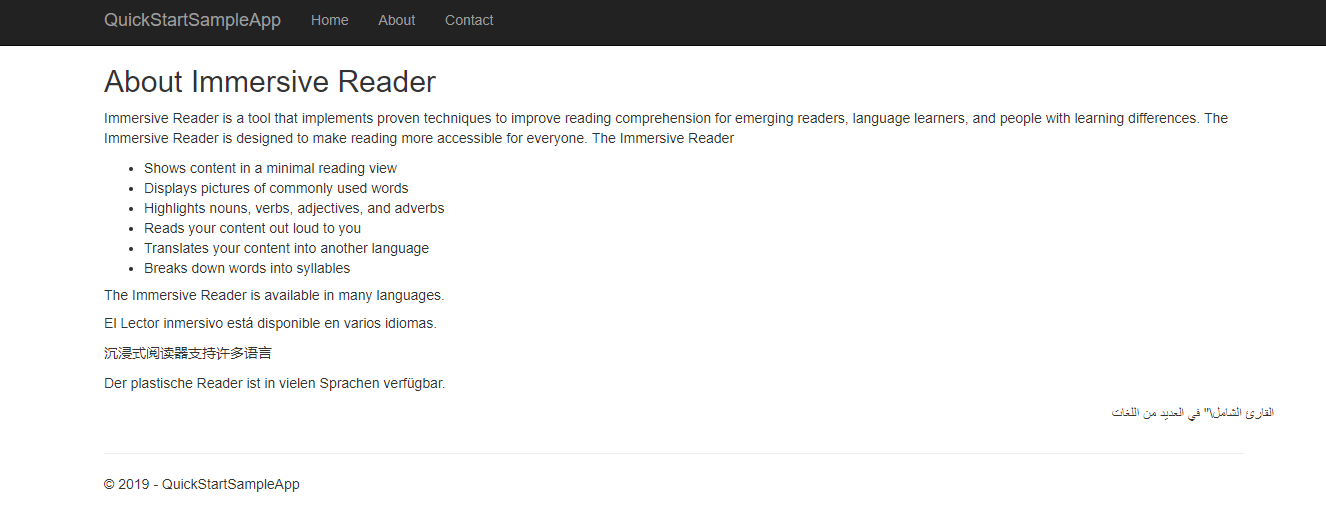 QuickStartSampleApp Home About Contact
About Immersive Reader
Immersive Reader is a tool that implements proven techniques to improve reading comprehension for emerging readers, language learners, and people with learning differences. The
Immersive Reader is designed to make reading more accessible for everyone. The Immersive Reader
• Shows content in a minimal reading view
• Displays pictures of commonly used words
• Highlights nouns, verbs, adjectives, and adverbs
• Reads your content out loud to you
• Translates your content into another language
• Breaks down words into syllables
The Immersive Reader is available in many languages.
El Lector inmersivo está disponible en varios idiomas.
沉浸式阅读器支持许多语言
Der plastische Reader ist in vielen Sprachen verfügbar.
القارئ الشامل\" في العديد من اللغات
© 2019 - QuickStartSampleApp